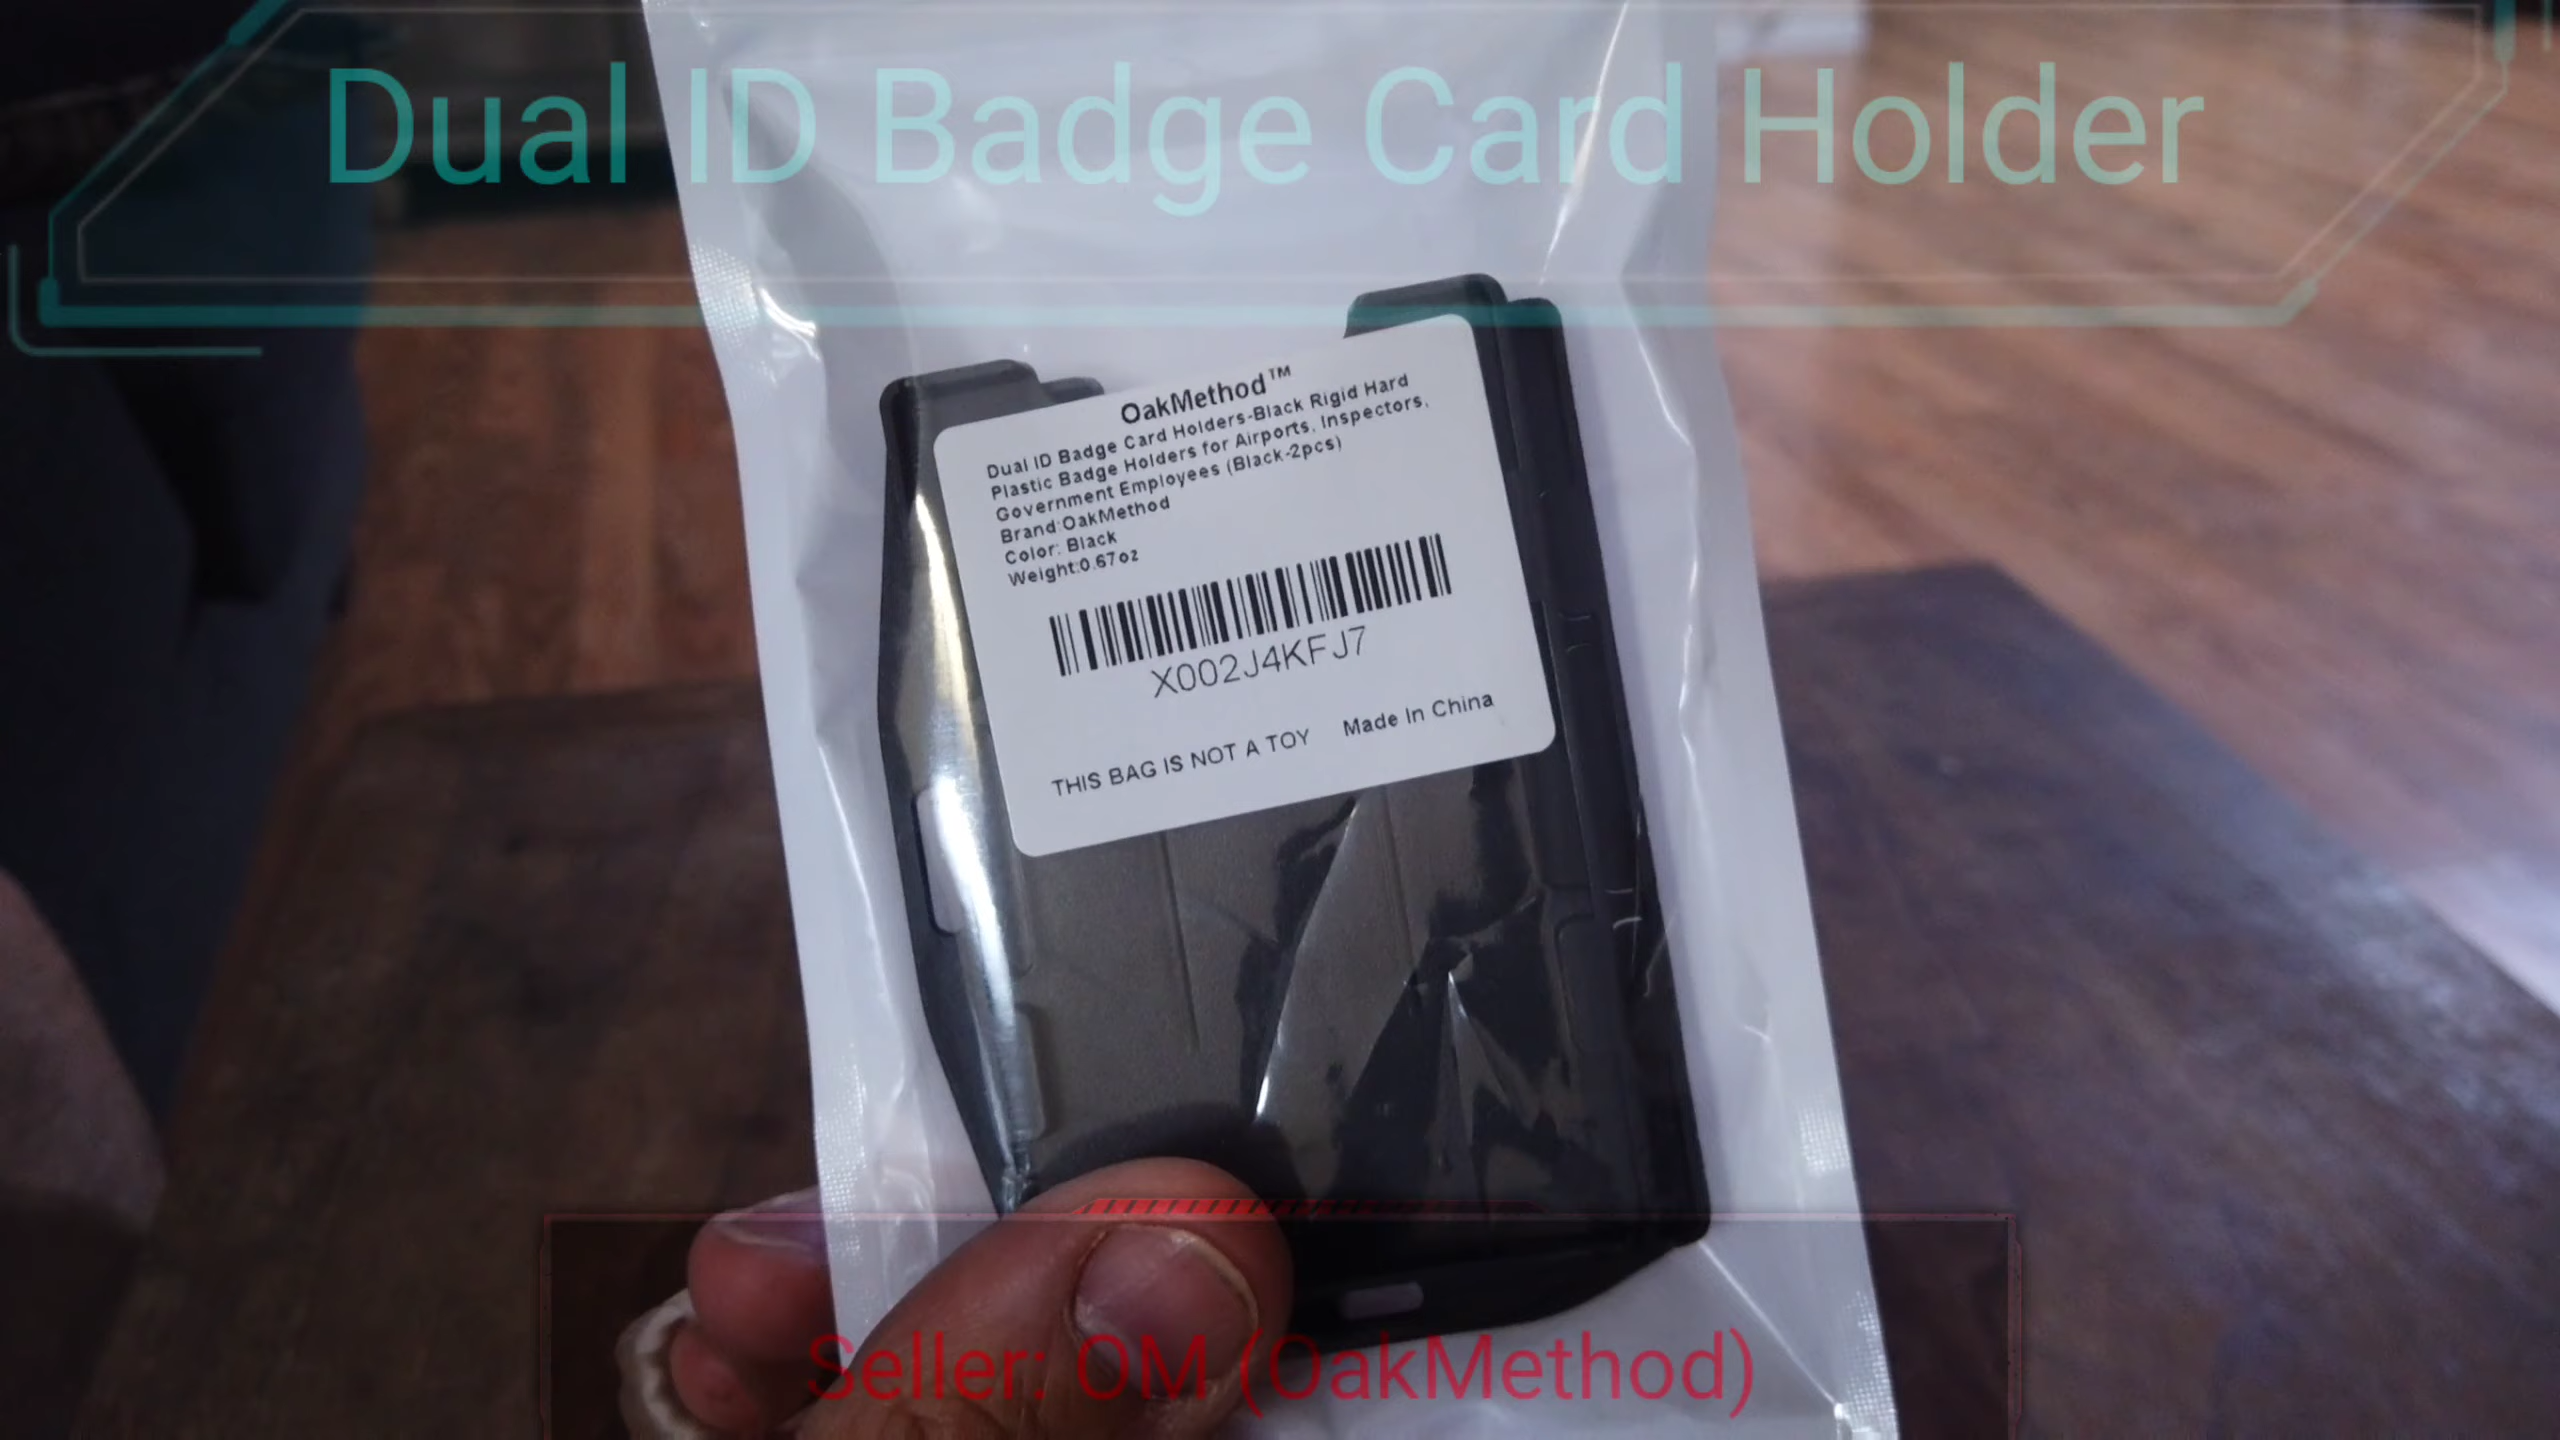 Dual ID Badge Card Holder
OakMethod™
Dual ID Badge Card Holders-Black Rigid Hard
Plastic Badge Holders for Airports, Inspectors,
Government Employees (Black-2pcs)
Brand:OakMethod
Color: Black
Weight:0.67oz
X002J4KFJ7
THIS BAG IS NOT A TOY Made In China
Seller: OM (OakMethod)